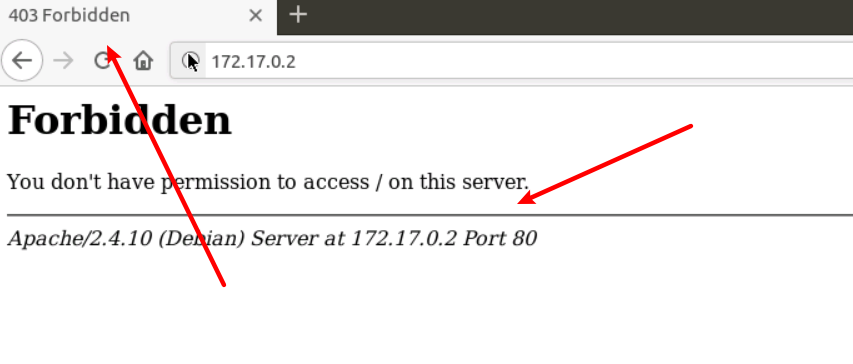 403 Forbidden
172.17.0.2
Forbidden
You don't have permission to access / on this server.
Apache/2.4.10 (Debian) Server at 172.17.0.2 Port 80